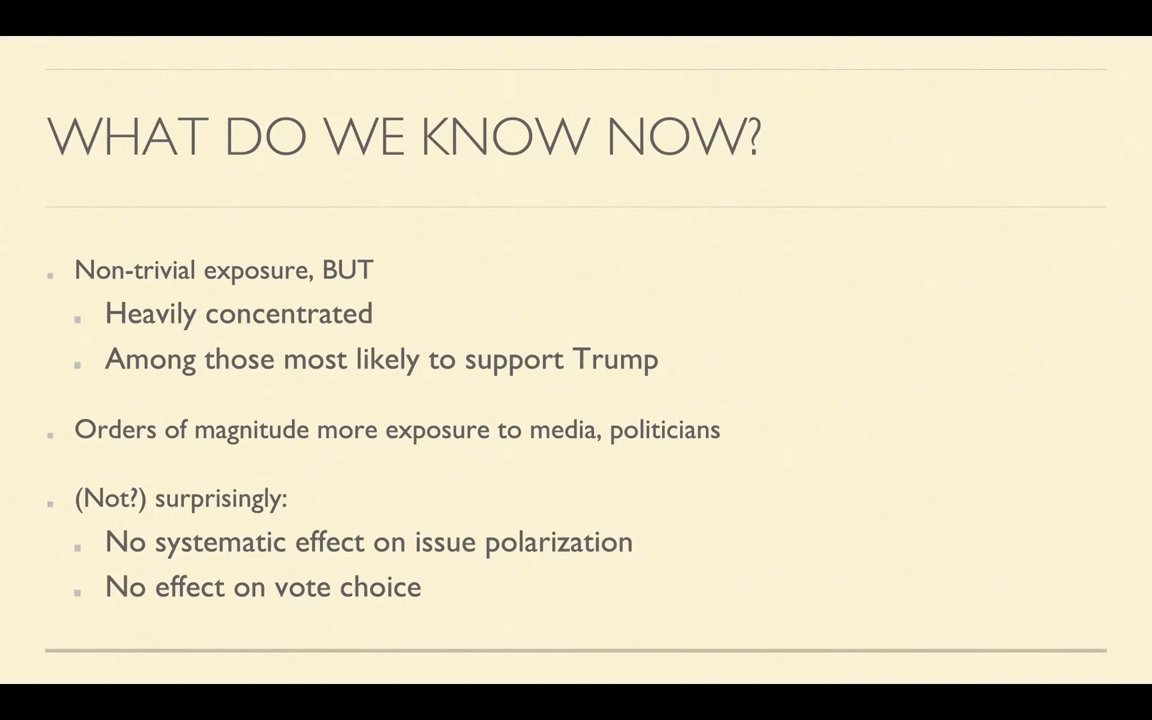 WHAT DO WE KNOW NOW?
Non-trivial exposure, BUT
Heavily concentrated
Among those most likely to support Trump
Orders of magnitude more exposure to media, politicians
(Not?) surprisingly:
No systematic effect on issue polarization
No effect on vote choice